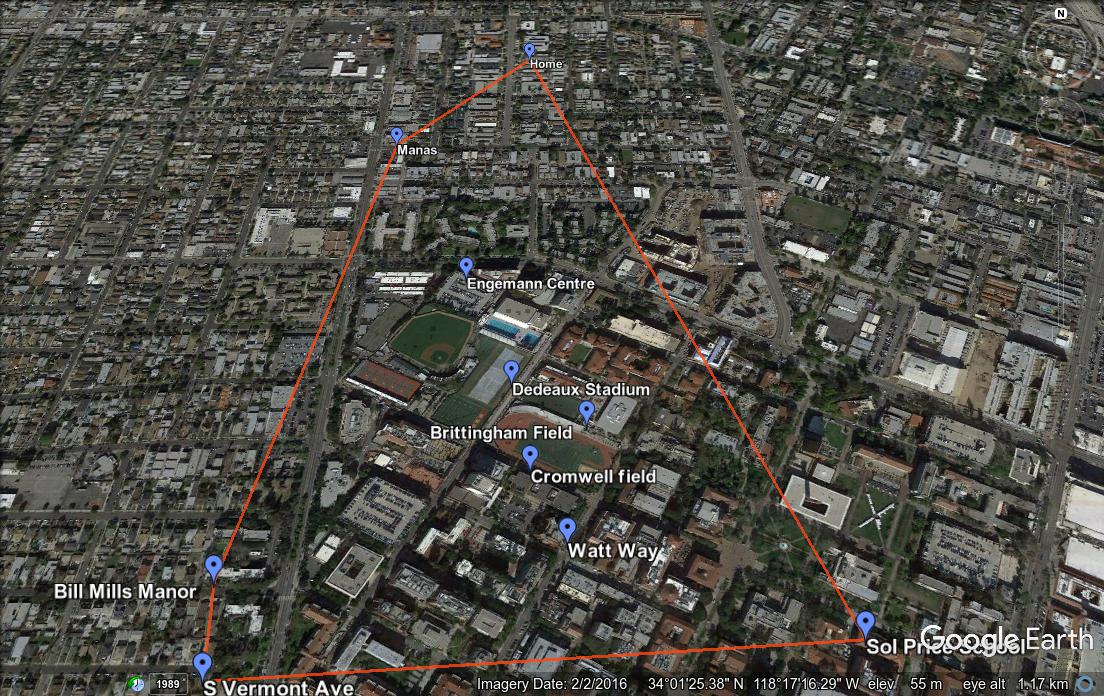 N
Home
Manas
Engemann Centre
Dedeaux Stadium
Brittingham Field
Cromwell field
Watt Way
Bill Mills Manor
Sol Price School
Google Earth
S Vermont Ave
1989
Imagery Date: 2/2/2016 34°01'25.38" N 118°17'16.29" W elev 55 m eye alt 1.17 km